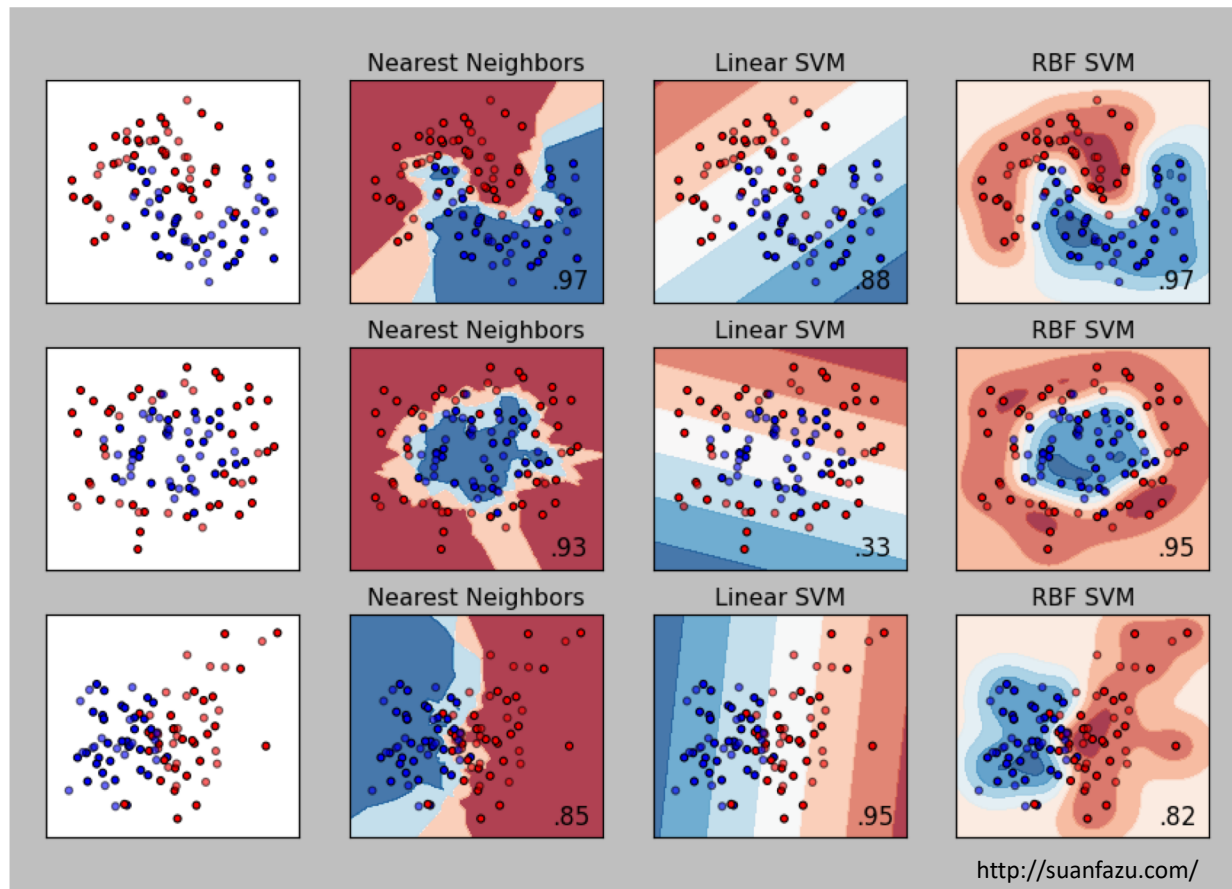 Nearest Neighbors
Linear SVM
RBF SVM
.97
.88
.97
Nearest Neighbors
Linear SVM
RBF SVM
.93
.33
.95
Nearest Neighbors
Linear SVM
RBF SVM
.85
.95
.82
http://suanfazu.com/